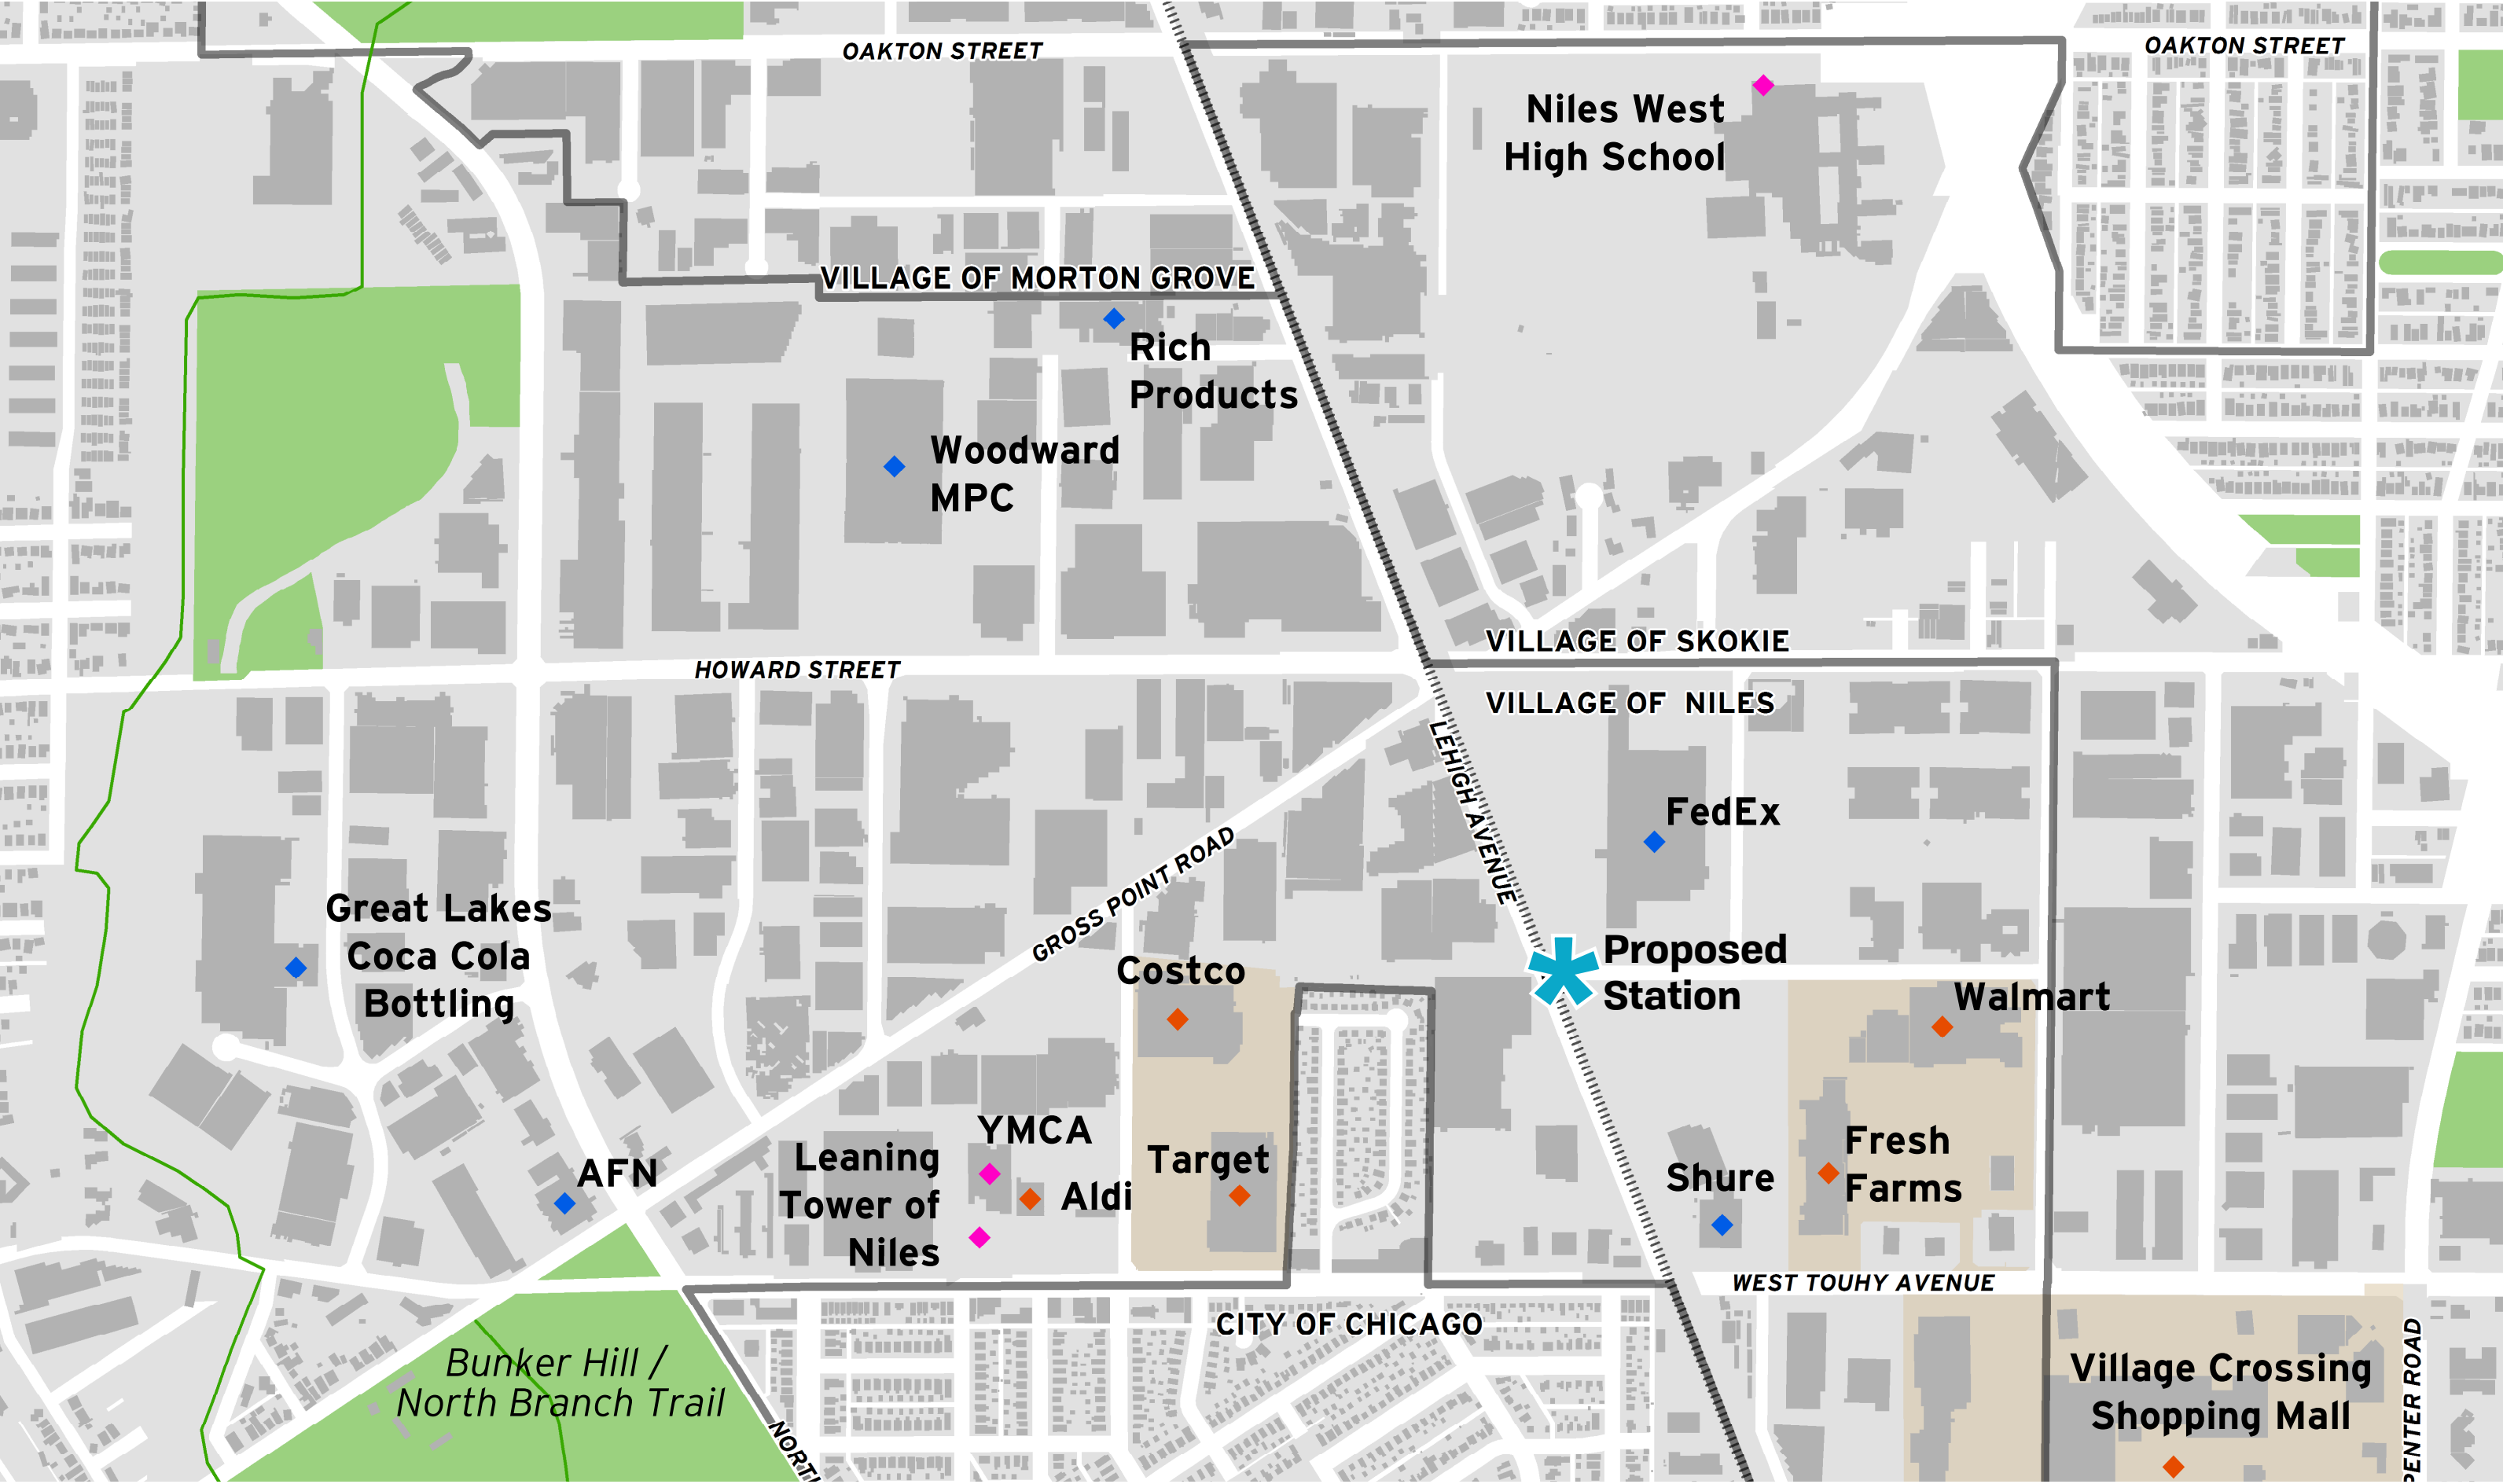 OAKTON STREET
OAKTON STREET
Niles West
High School
VILLAGE OF MORTON GROVE
Rich
Products
Woodward
MPC
VILLAGE OF SKOKIE
HOWARD STREET
VILLAGE OF NILES
LEHIGH AVENUE
FedEx
GROSS POINT ROAD
Great Lakes
Coca Cola
Bottling
Proposed
Station
Costco
Walmart
YMCA
Leaning
Tower of
Niles
Aldi
Target
AFN
Shure
Fresh
Farms
WEST TOUHY AVENUE
CITY OF CHICAGO
Bunker Hill /
North Branch Trail
Village Crossing
Shopping Mall
PENTER ROAD